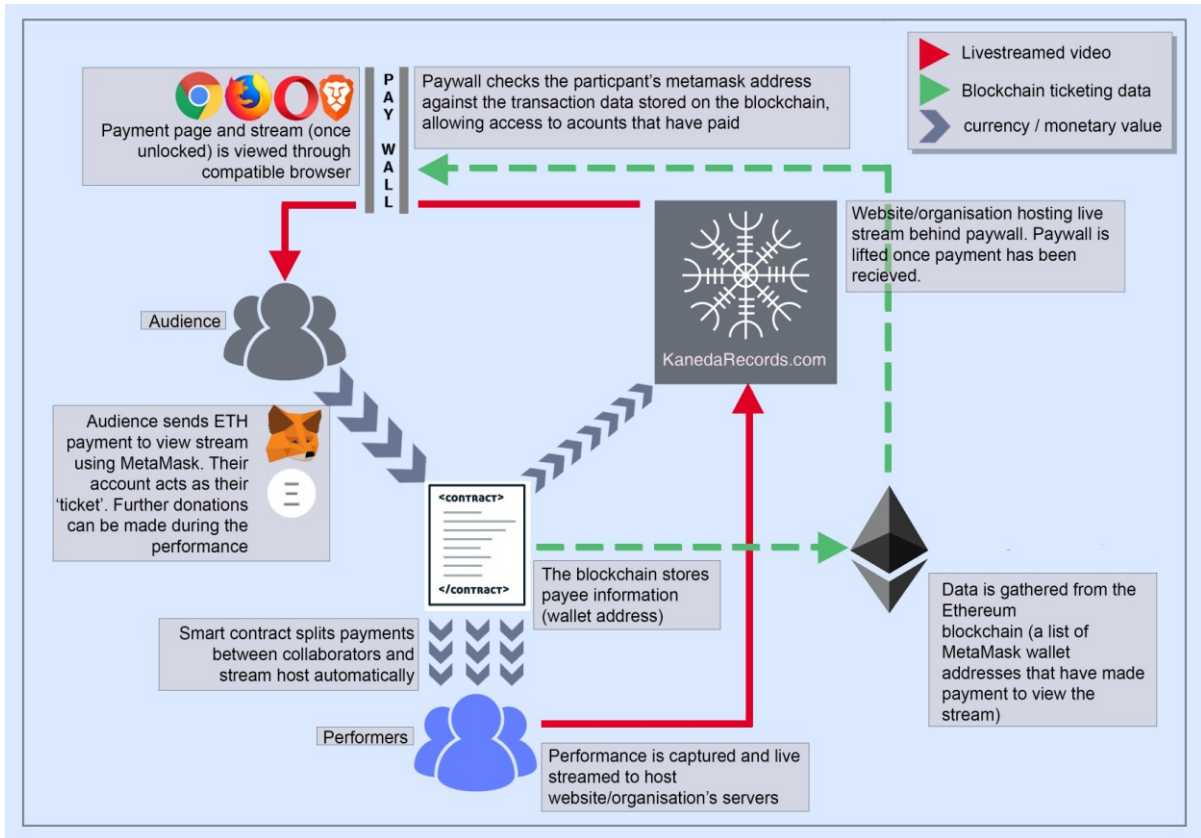 Payment page and stream (once
unlocked) is viewed through
compatible browser
PAY WALL
Paywall checks the particpant's metamask address
against the transaction data stored on the blockchain,
allowing access to acounts that have paid
Livestreamed video
Blockchain ticketing data
currency / monetary value
Website/organisation hosting live
stream behind paywall. Paywall is
lifted once payment has been
recieved.
KanedaRecords.com
Audience
Audience sends ETH
payment to view stream
using MetaMask. Their
account acts as their
‘ticket’. Further donations
can be made during the
performance
<contract>
</contract>
The blockchain stores
payee information
(wallet address)
Data is gathered from the
Ethereum
blockchain (a list of
MetaMask wallet
addresses that have made
payment to view the
stream)
Smart contract splits payments
between collaborators and
stream host automatically
Performers
Performance is captured and live
streamed to host
website/organisation's servers